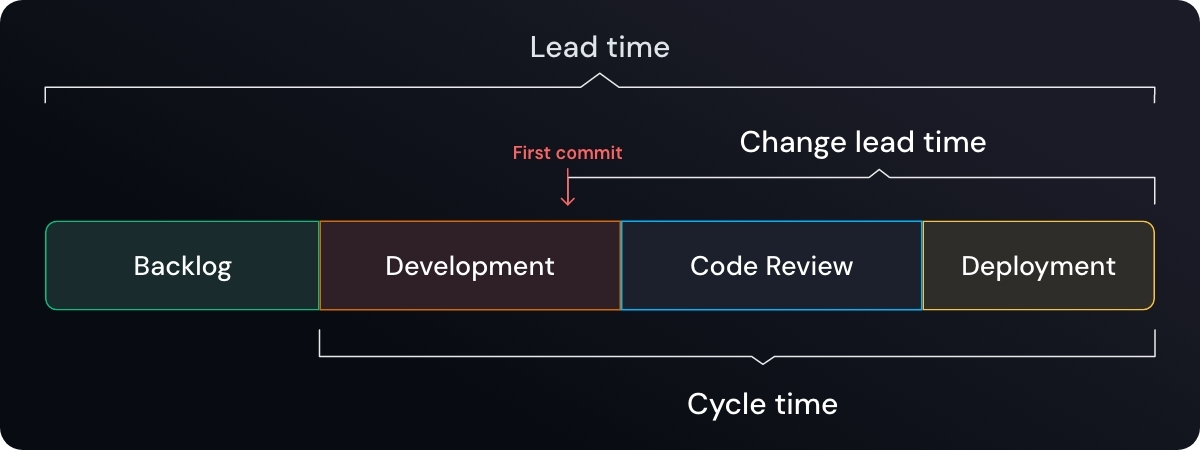 Lead time
Change lead time
First commit
Backlog
Development
Code Review
Deployment
Cycle time